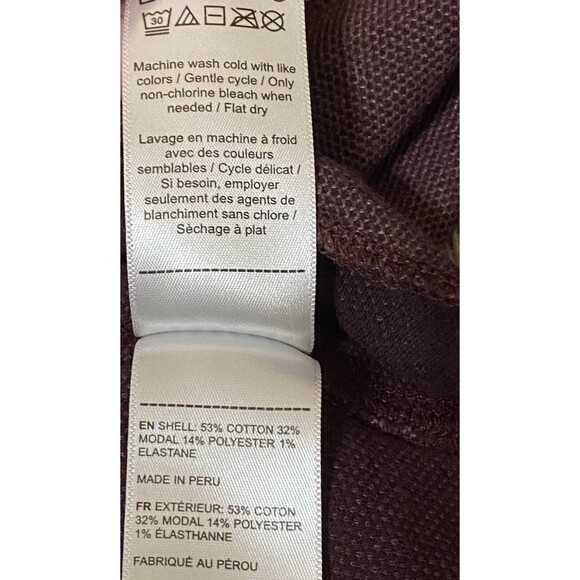 30
Machine wash cold with like
colors / Gentle cycle / Only
non-chlorine bleach when
needed / Flat dry
Lavage en machine à froid
avec des couleurs
semblables / Cycle délicat /
Si besoin, employer
seulement des agents de
blanchiment sans chlore /
Sèchage à plat
EN SHELL: 53% COTTON 32%
MODAL 14% POLYESTER 1%
ELASTANE
MADE IN PERU
FR EXTÉRIEUR: 53% COTON
32% MODAL 14% POLYESTER
1% ÉLASTHANNE
FABRIQUÉ AU PÉROU